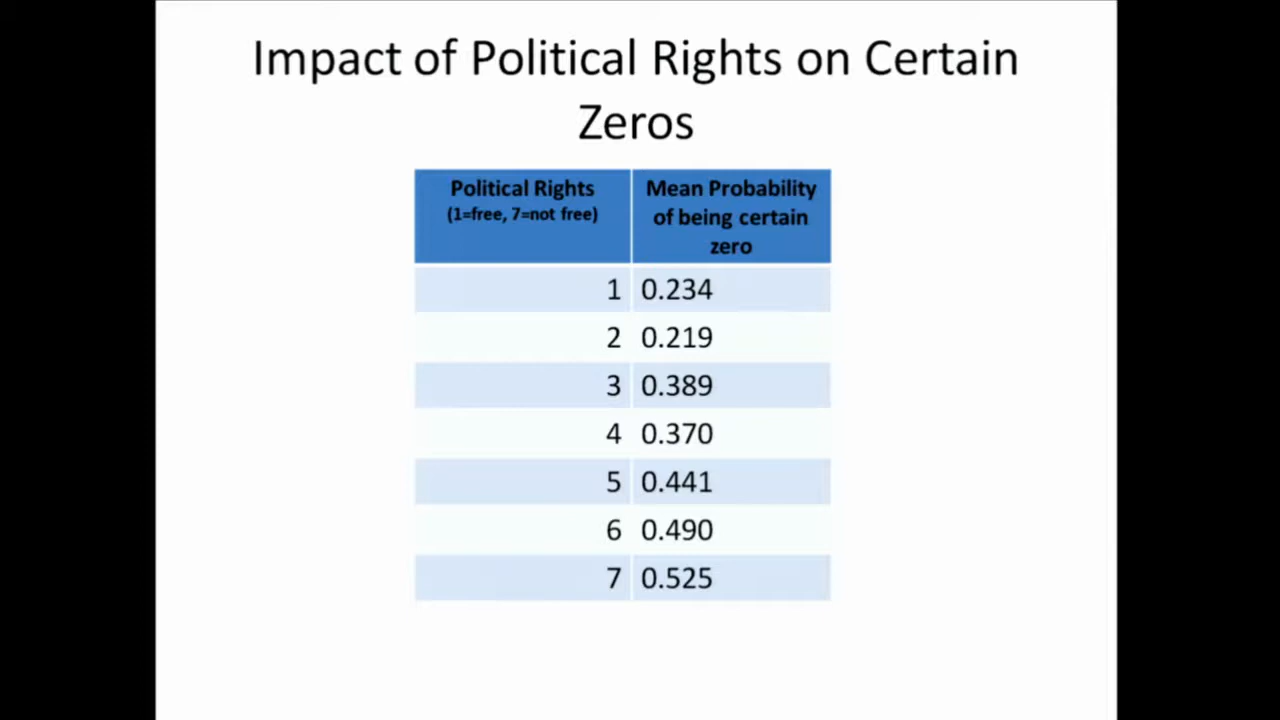 Impact of Political Rights on Certain
Zeros
Political Rights
(1=free, 7=not free)
Mean Probability
of being certain
zero
1 0.234
2 0.219
3 0.389
4 0.370
5 0.441
6 0.490
7 0.525